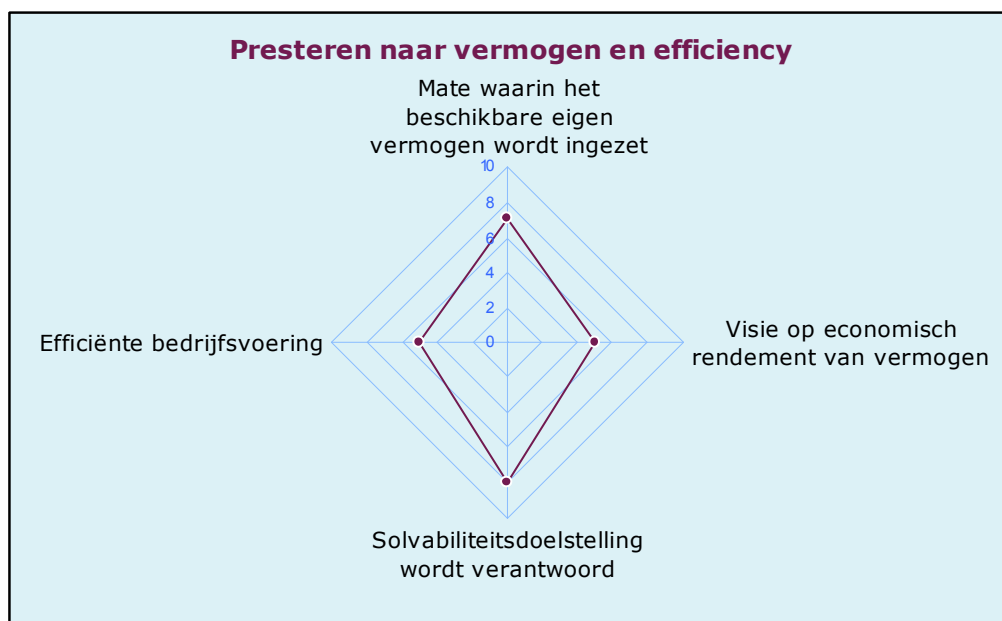 Presteren naar vermogen en efficiency
Mate waarin het
beschikbare eigen
vermogen wordt ingezet
10
8
6
4
2
0
Efficiënte bedrijfsvoering
Visie op economisch
rendement van vermogen
Solvabiliteitsdoelstelling
wordt verantwoord